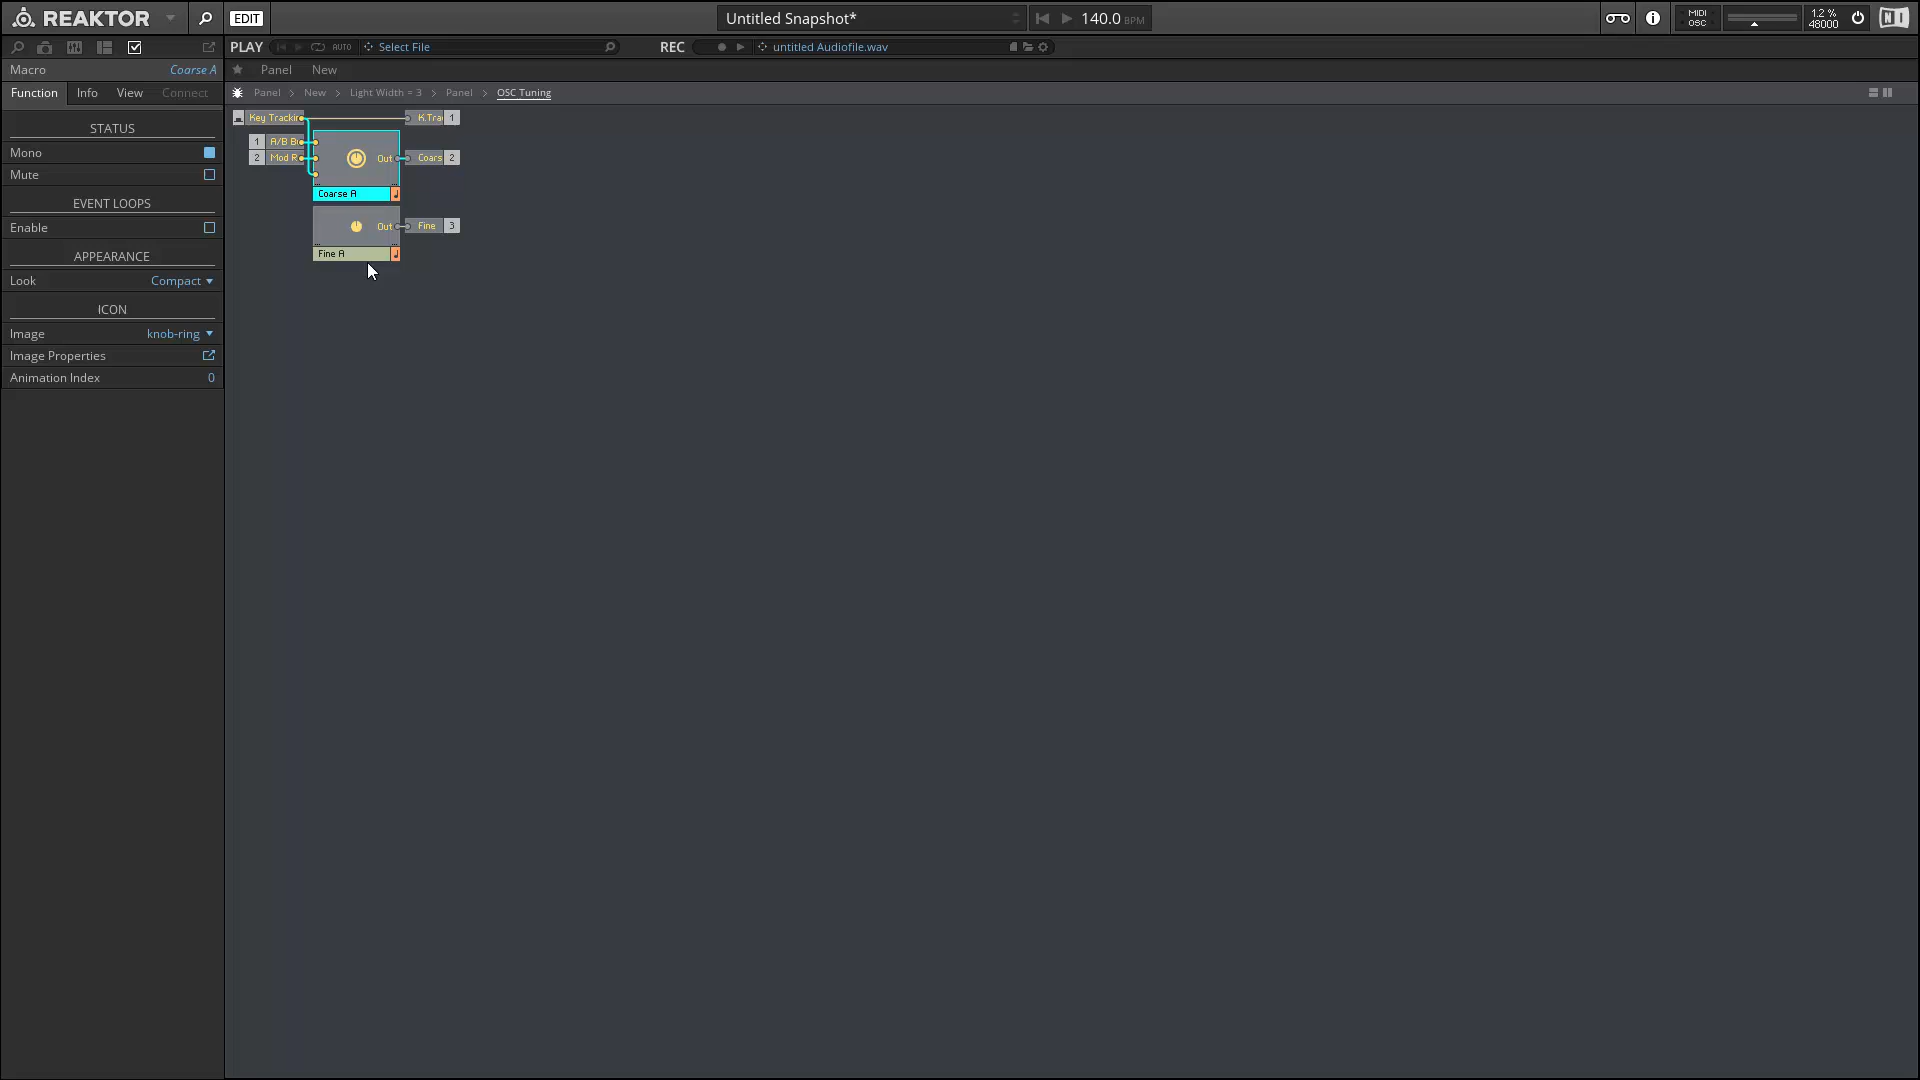 REAKTOR EDIT Untitled Snapshot* 140.0 BPM MIDI OSC 1.2 % 48000 NI
PLAY AUTO Select File REC untitled Audiofile.wav
Macro Coarse A
Panel New
Function Info View Connect
Panel > New > Light Width = 3 > Panel > OSC Tuning
STATUS
Mono
Mute
EVENT LOOPS
Enable
APPEARANCE
Look Compact
ICON
Image knob-ring
Image Properties
Animation Index 0
Key Trackin K.Tra 1
1 A/B B
2 Mod R Out Coars 2
Coarse A
Out Fine 3
Fine A